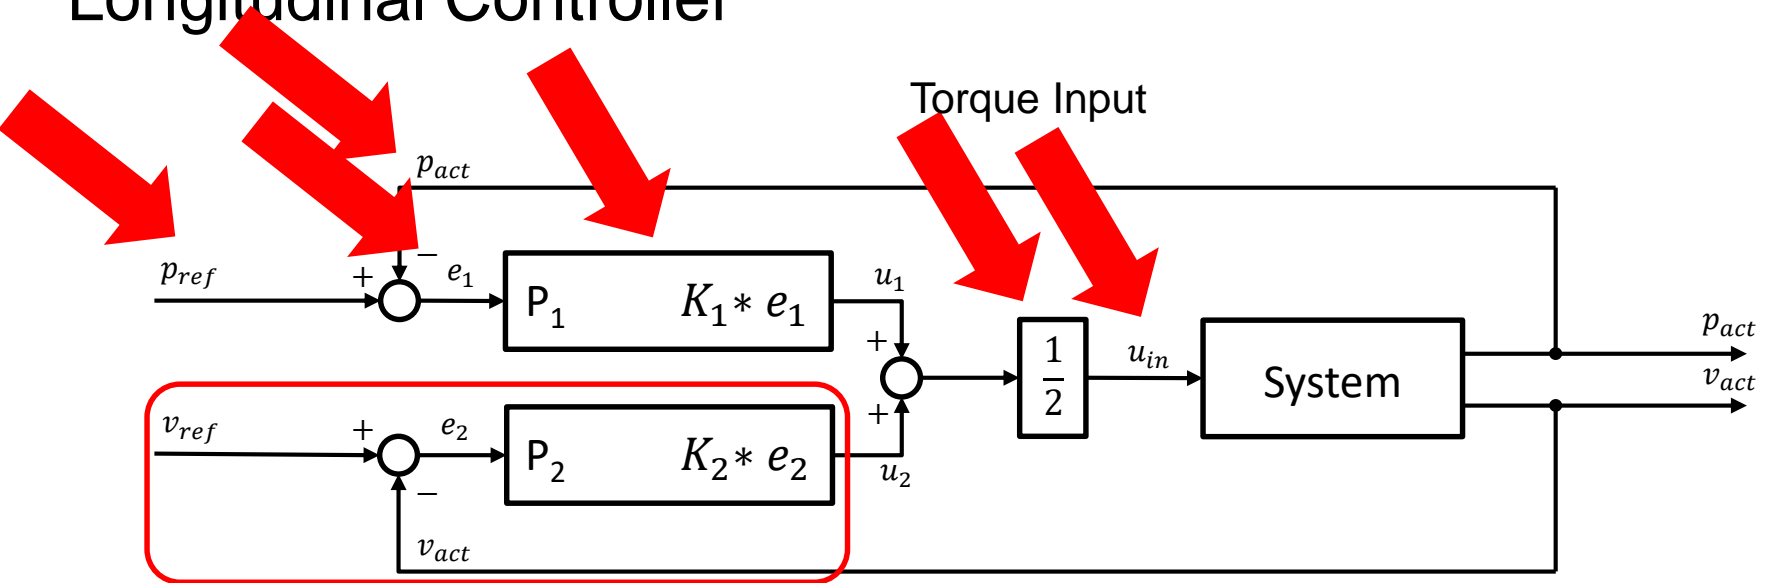 Longitudinal Controller
Torque Input
p_act
p_ref
+
−
e_1
P_1 K_1 * e_1
u_1
+
+
1
2
u_in
System
p_act
v_act
v_ref
+
−
e_2
P_2 K_2 * e_2
u_2
v_act